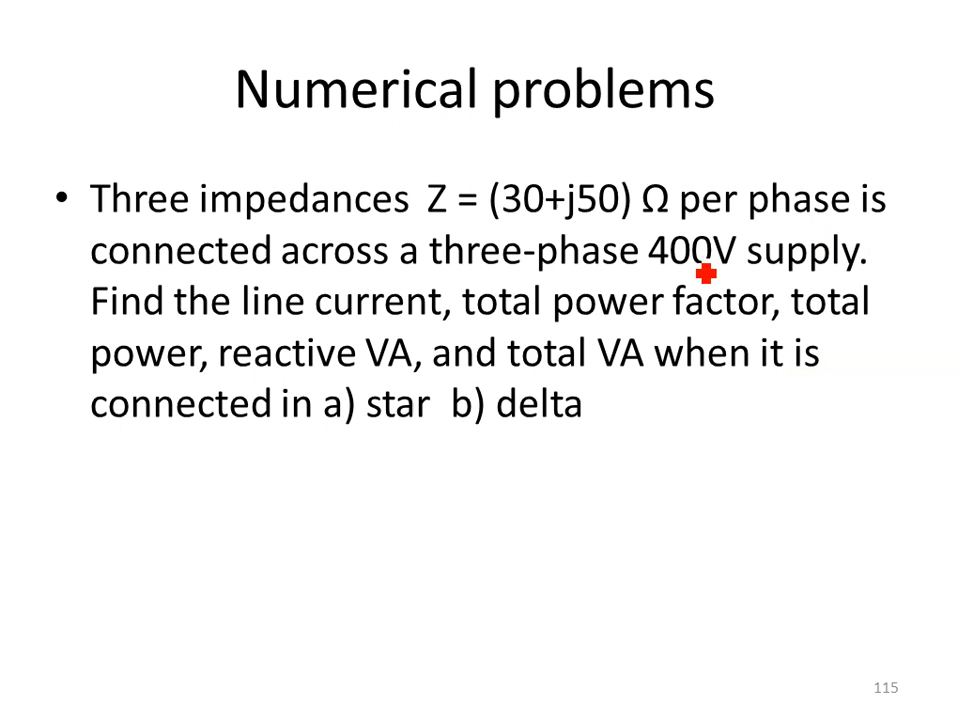 Numerical problems
• Three impedances Z = (30+j50) Ω per phase is
connected across a three-phase 400V supply.
Find the line current, total power factor, total
power, reactive VA, and total VA when it is
connected in a) star b) delta
115